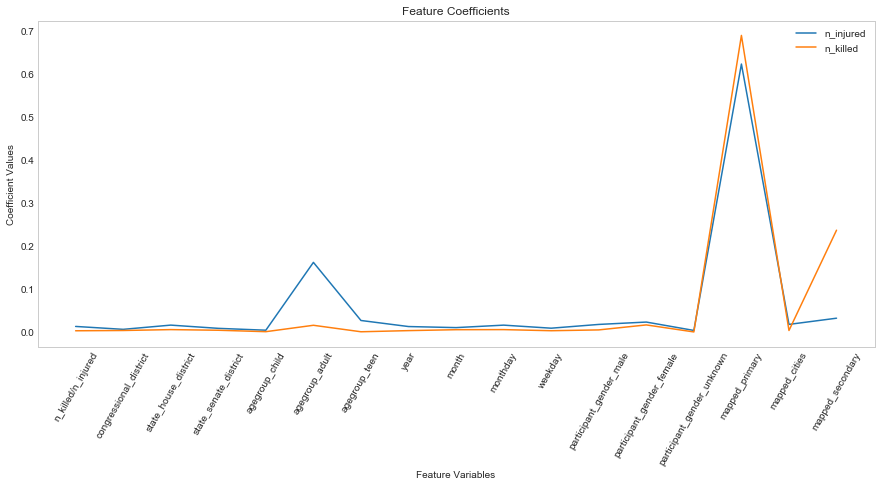 Feature Coefficients
n_injured
n_killed
Coefficient Values
0.7
0.6
0.5
0.4
0.3
0.2
0.1
0.0
n_killed/n_injured
congressional_district
state_house_district
state_senate_district
agegroup_child
agegroup_adult
agegroup_teen
year
month
monthday
weekday
participant_gender_male
participant_gender_female
participant_gender_unknown
mapped_primary
mapped_cities
mapped_secondary
Feature Variables